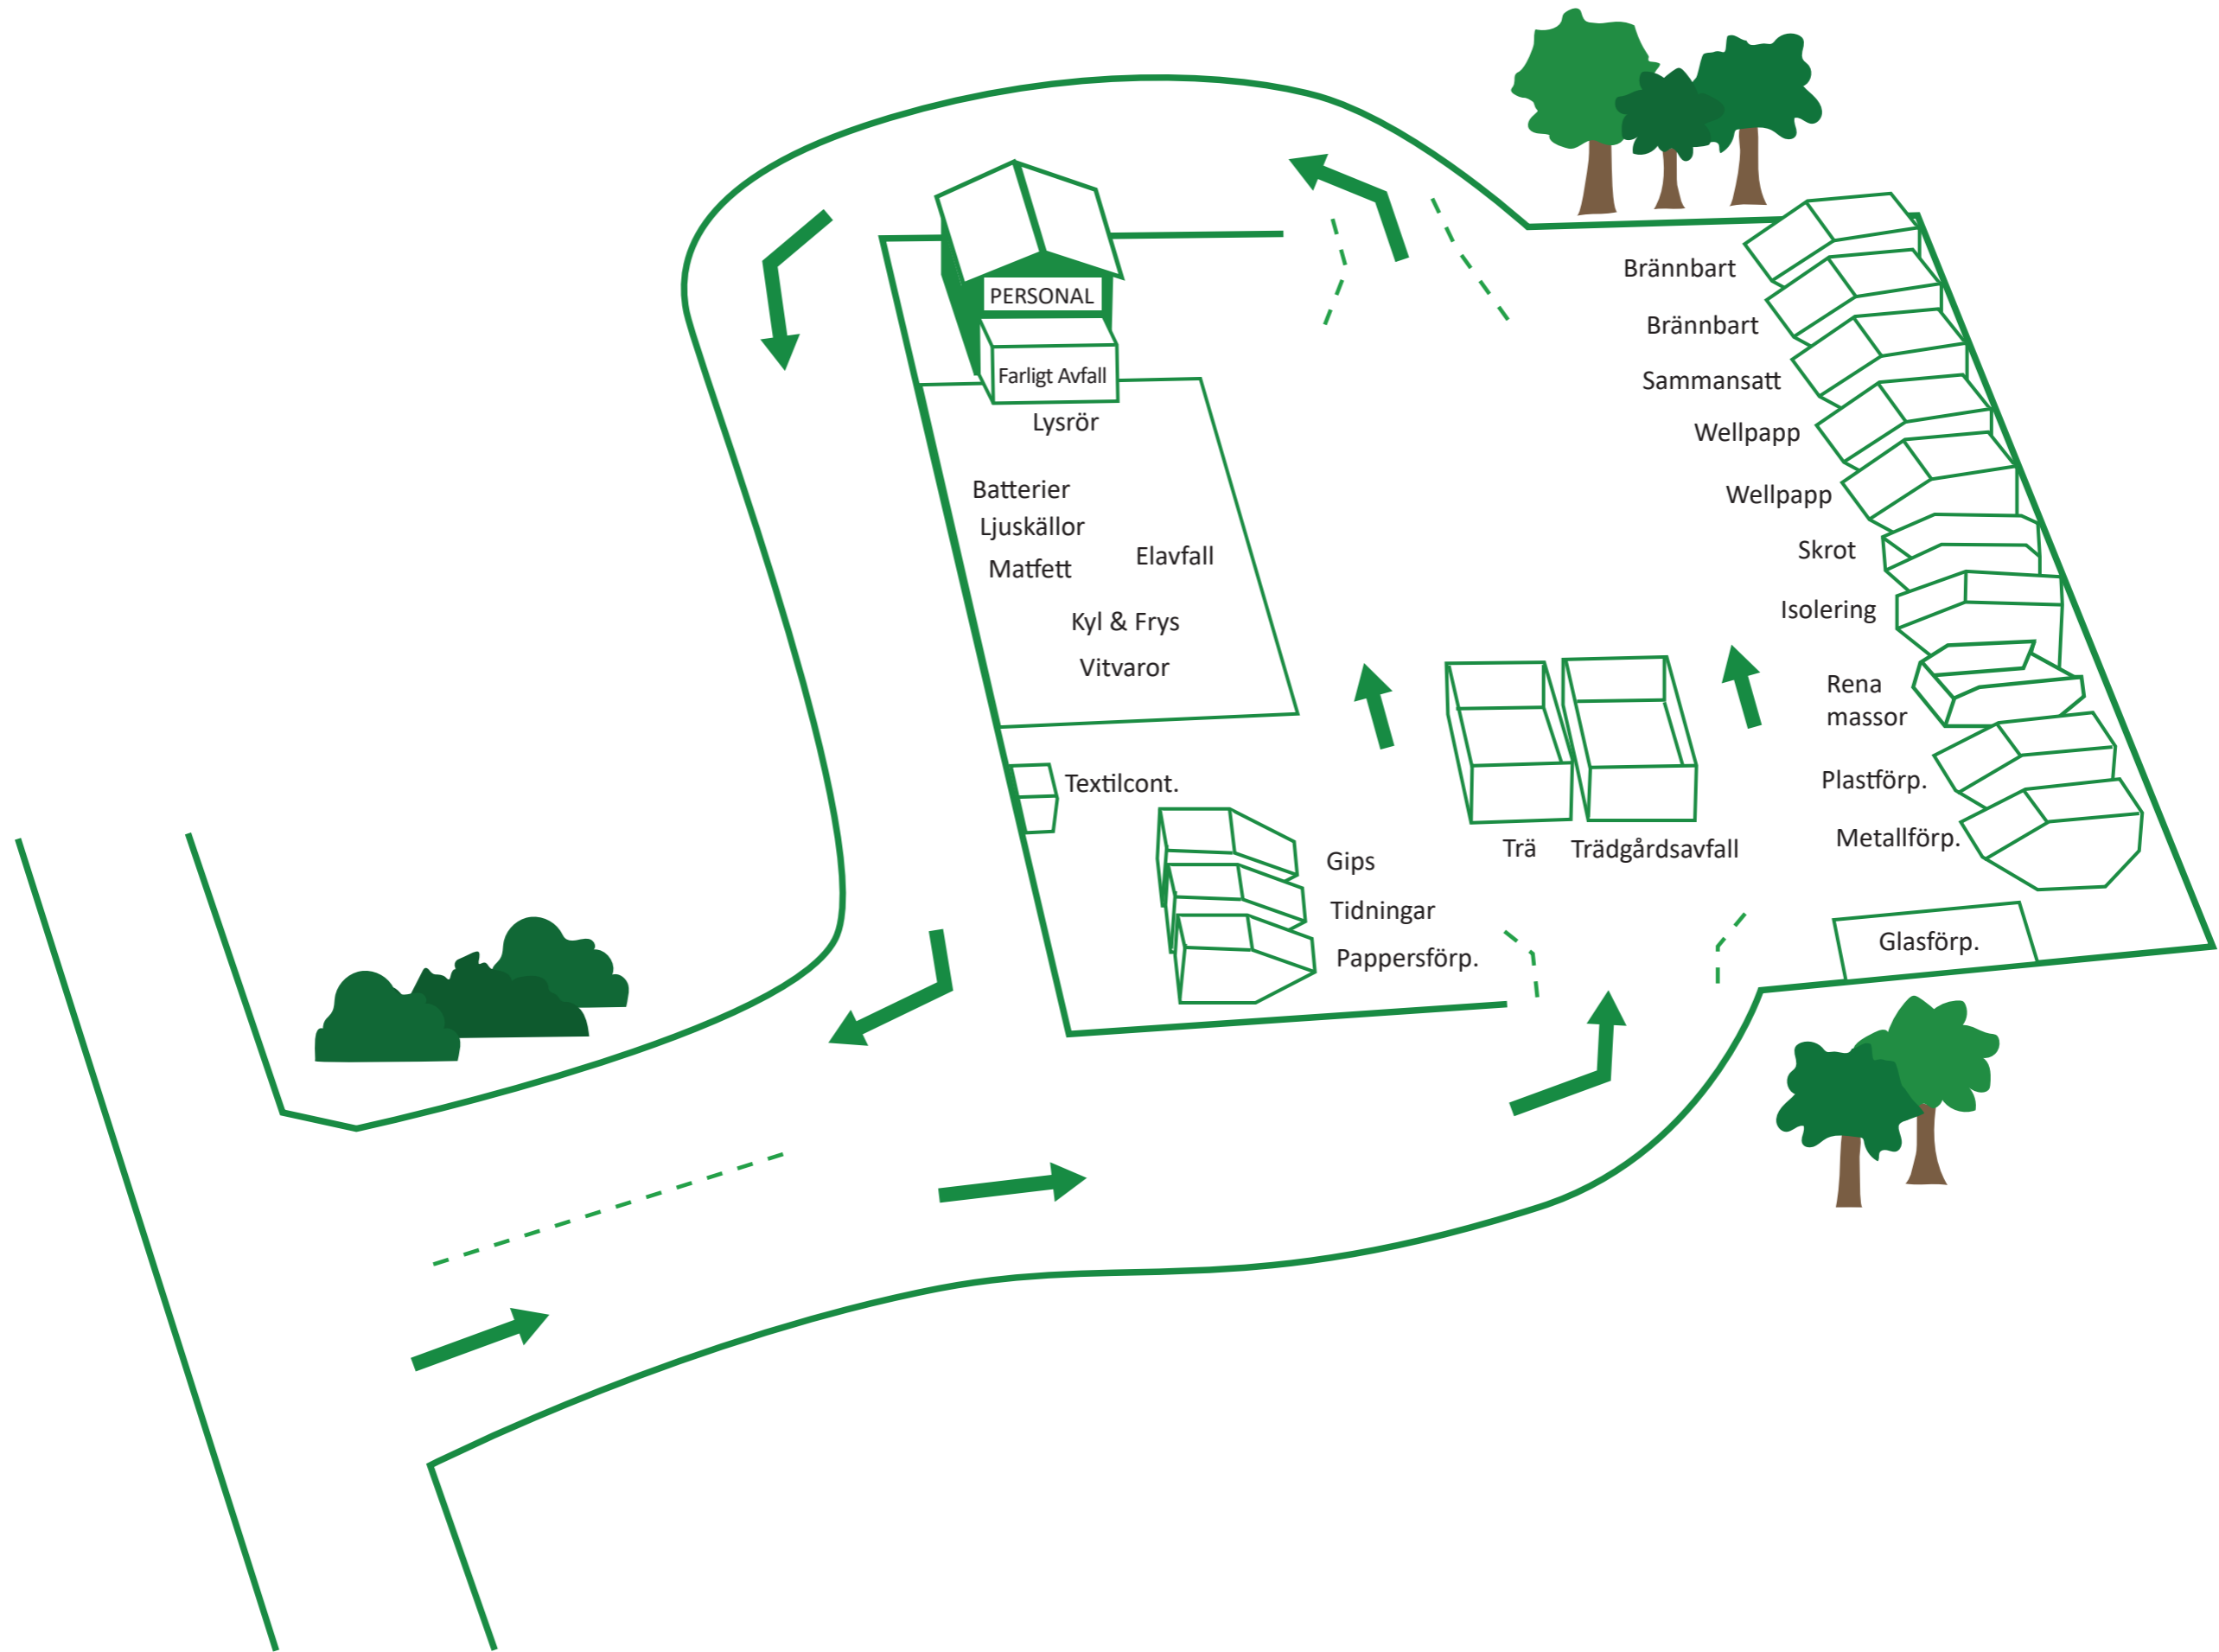 PERSONAL
Farligt Avfall
Lysrör
Batterier
Ljuskällor
Matfett
Elavfall
Kyl & Frys
Vitvaror
Textilcont.
Gips
Tidningar
Pappersförp.
Trä
Trädgårdsavfall
Brännbart
Brännbart
Sammansatt
Wellpapp
Wellpapp
Skrot
Isolering
Rena
massor
Plastförp.
Metallförp.
Glasförp.